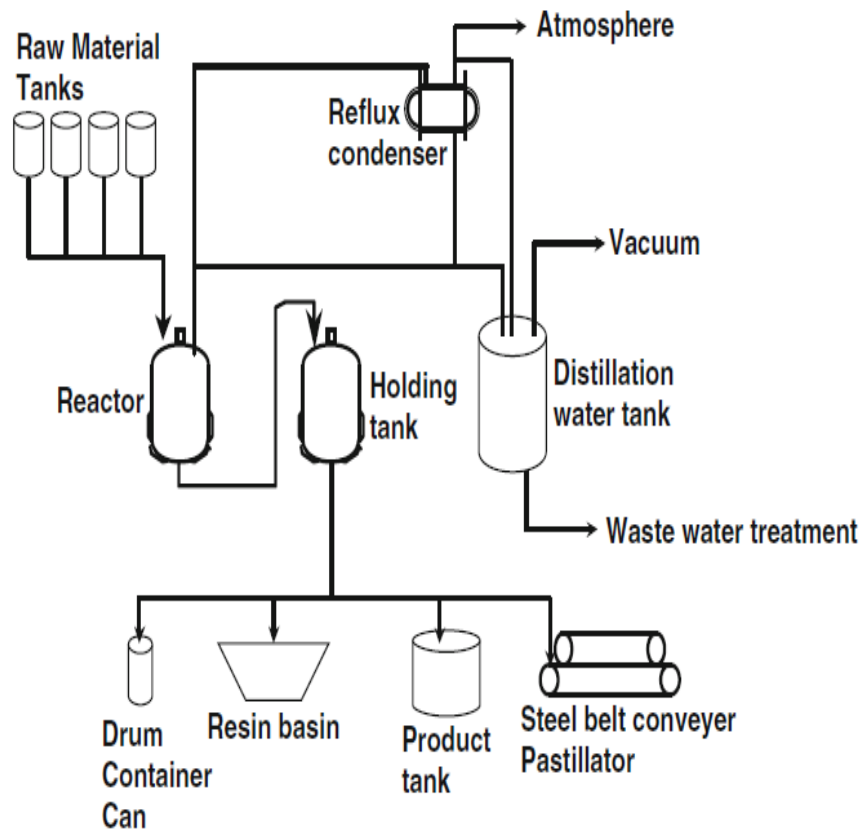 Atmosphere
Raw Material
Tanks
Reflux
condenser
Vacuum
Reactor
Holding
tank
Distillation
water tank
Waste water treatment
Drum
Container
Can
Resin basin
Product
tank
Steel belt conveyer
Pastillator